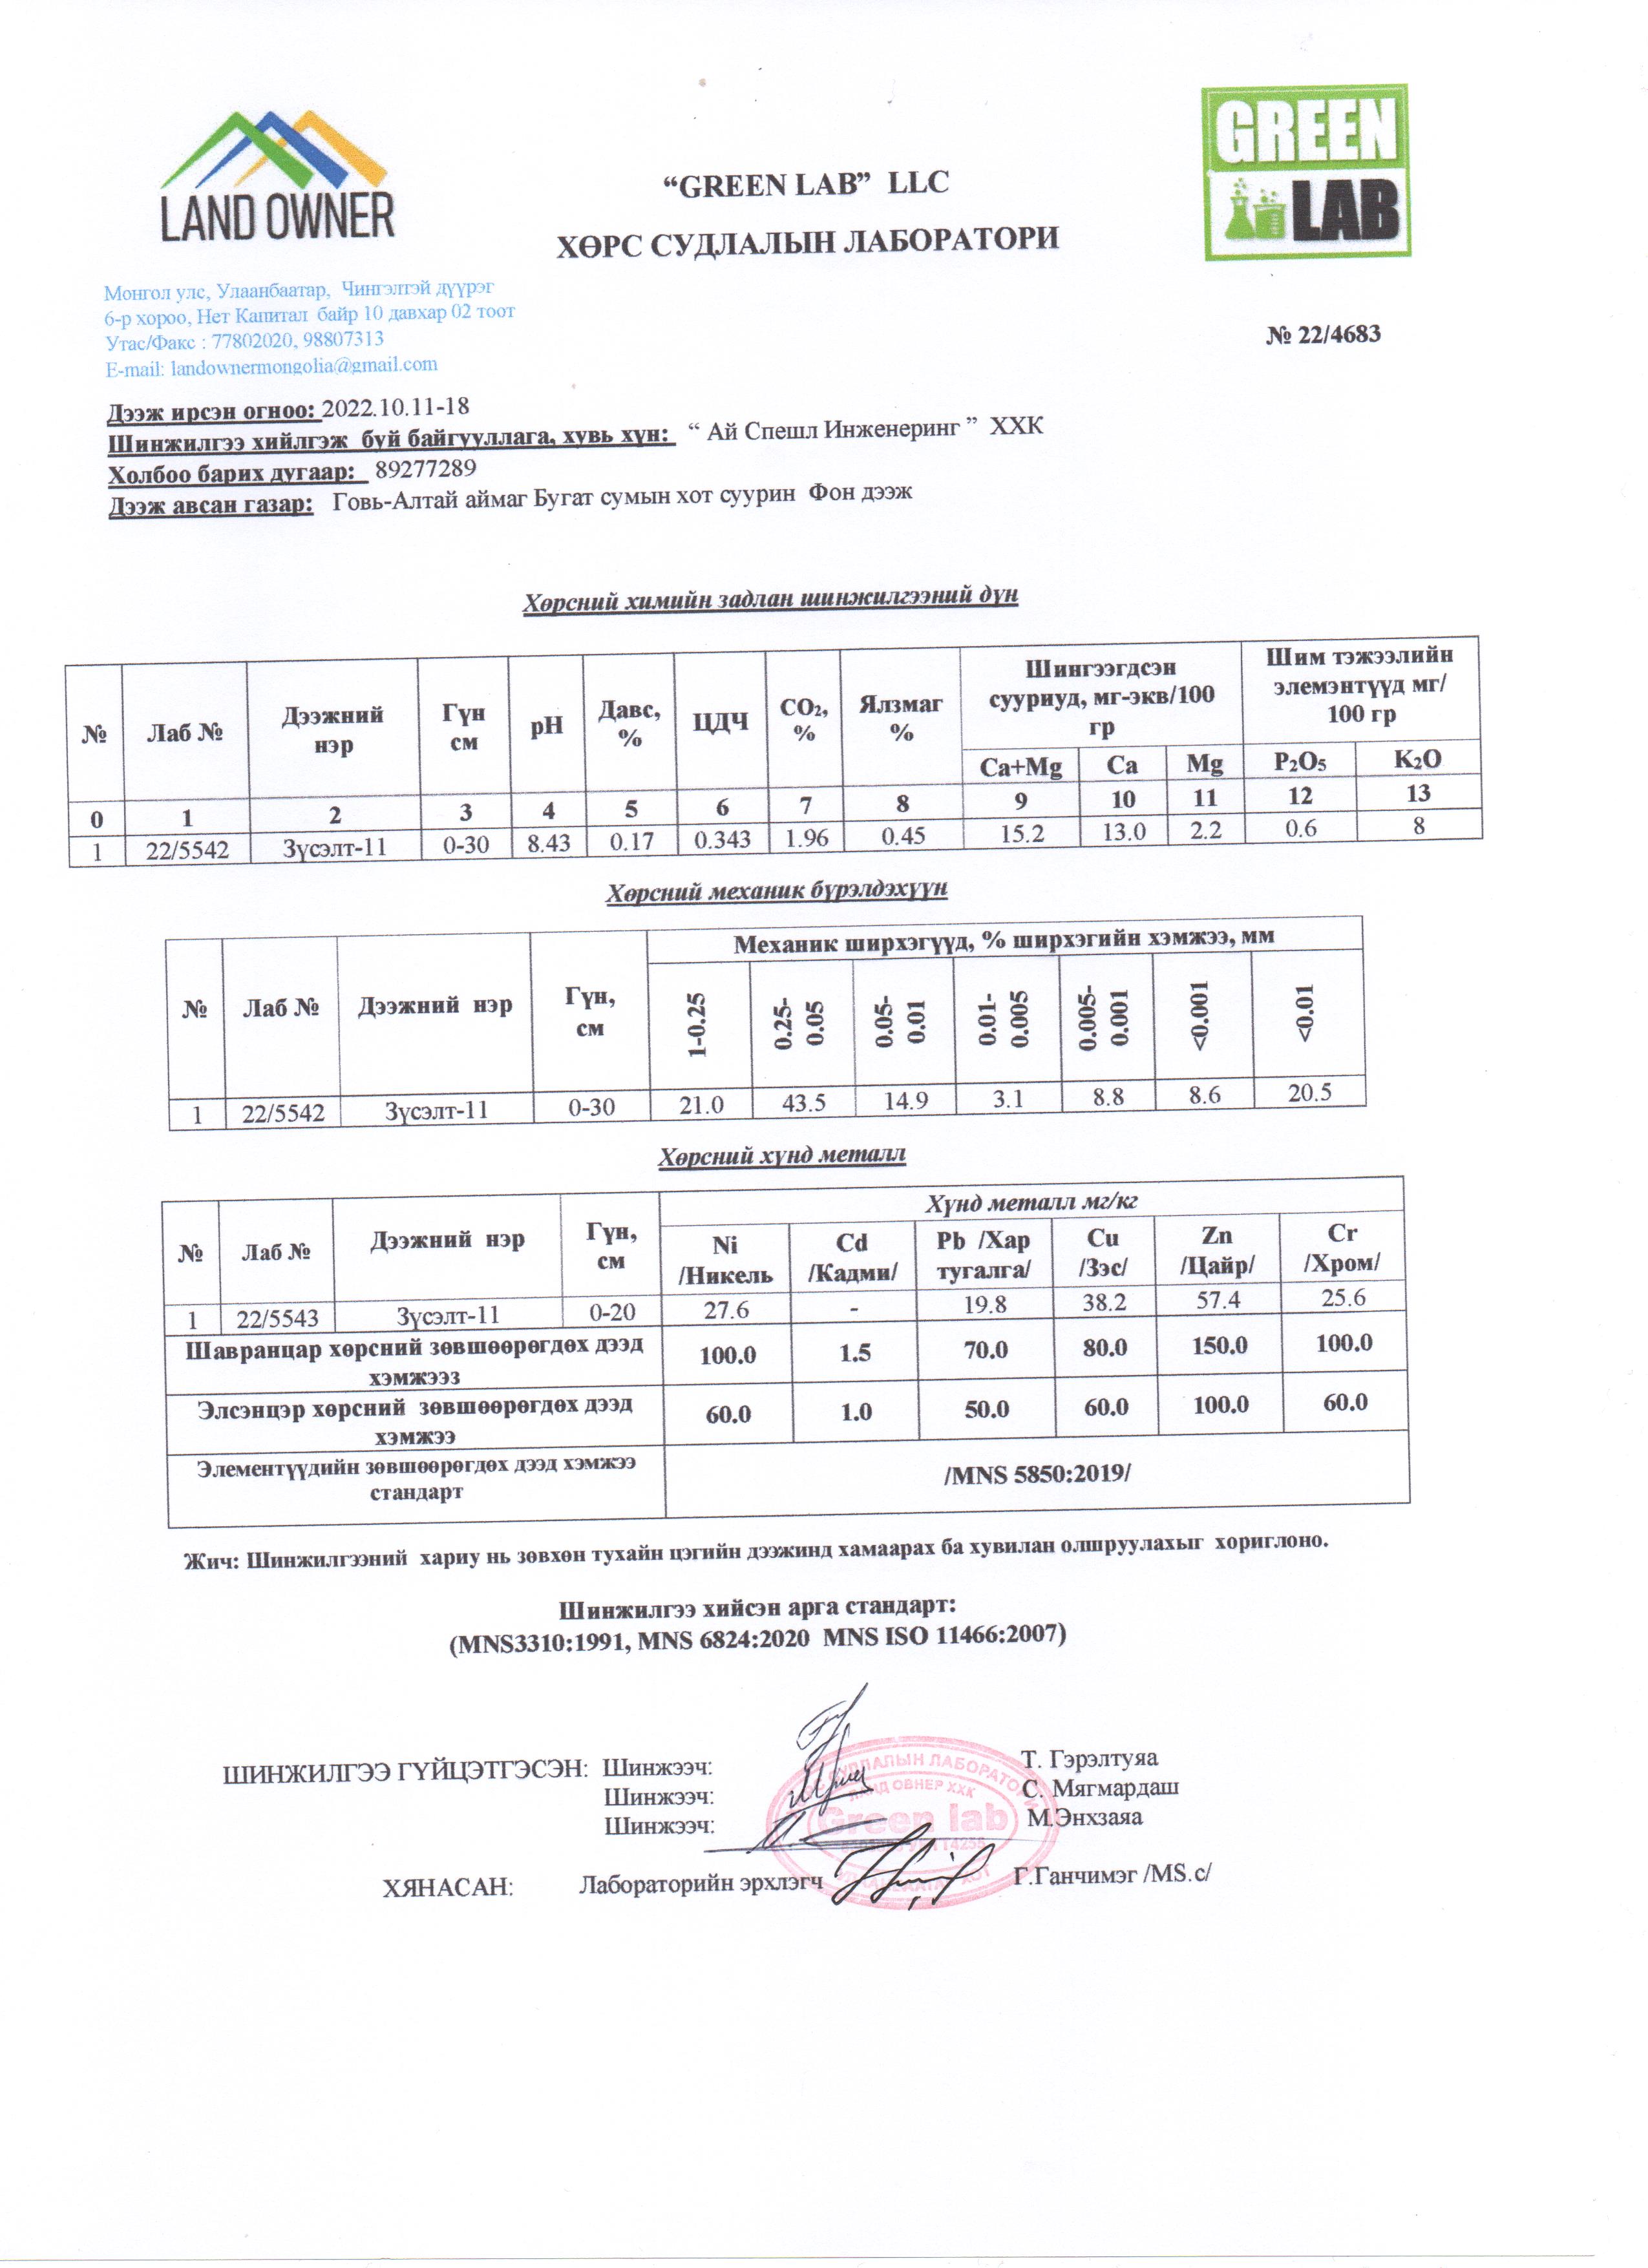 LAND OWNER
GREEN
LAB
“GREEN LAB” LLC
ХӨРС СУДЛАЛЫН ЛАБОРАТОРИ
Монгол улс, Улаанбаатар, Чингэлтэй дүүрэг
6-р хороо, Нет Капитал байр 10 давхар 02 тоот
Утас/Факс : 77802020, 98807313
E-mail: landownermongolia@gmail.com
№ 22/4683
Дээж ирсэн огноо: 2022.10.11-18
Шинжилгээ хийлгэж буй байгууллага, хувь хүн: “ Ай Спешл Инженеринг ” ХХК
Холбоо барих дугаар: 89277289
Дээж авсан газар: Говь-Алтай аймаг Бугат сумын хот суурин Фон дээж
Хөрсний химийн задлан шинжилгээний дүн
№ Лаб № Дээжний нэр Гүн см pH Давс, % ЦДЧ CO₂, % Ялзмаг % Шингээгдсэн сууриуд, мг-экв/100 гр Шим тэжээлийн элемэнтүүд мг/ 100 гр
Ca+Mg Ca Mg P₂O₅ K₂O
0 1 2 3 4 5 6 7 8 9 10 11 12 13
1 22/5542 Зүсэлт-11 0-30 8.43 0.17 0.343 1.96 0.45 15.2 13.0 2.2 0.6 8
Хөрсний механик бүрэлдэхүүн
№ Лаб № Дээжний нэр Гүн, см Механик ширхэгүүд, % ширхэгийн хэмжээ, мм
1-0.25 0.25-0.05 0.05-0.01 0.01-0.005 0.005-0.001 <0.001 <0.01
1 22/5542 Зүсэлт-11 0-30 21.0 43.5 14.9 3.1 8.8 8.6 20.5
Хөрсний хүнд металл
№ Лаб № Дээжний нэр Гүн, см Хүнд металл мг/кг
Ni /Никель Cd /Кадми/ Pb /Хар тугалга/ Cu /Зэс/ Zn /Цайр/ Cr /Хром/
1 22/5543 Зүсэлт-11 0-20 27.6 - 19.8 38.2 57.4 25.6
Шавранцар хөрсний зөвшөөрөгдөх дээд хэмжээз 100.0 1.5 70.0 80.0 150.0 100.0
Элсэнцэр хөрсний зөвшөөрөгдөх дээд хэмжээ 60.0 1.0 50.0 60.0 100.0 60.0
Элементүүдийн зөвшөөрөгдөх дээд хэмжээ стандарт /MNS 5850:2019/
Жич: Шинжилгээний хариу нь зөвхөн тухайн цэгийн дээжинд хамаарах ба хувилан олшруулахыг хориглоно.
Шинжилгээ хийсэн арга стандарт:
(MNS3310:1991, MNS 6824:2020 MNS ISO 11466:2007)
ШИНЖИЛГЭЭ ГҮЙЦЭТГЭСЭН: Шинжээч: Т. Гэрэлтуяа
Шинжээч: С. Мягмардаш
Шинжээч: М.Энхзаяа
ХЯНАСАН: Лабораторийн эрхлэгч Г.Ганчимэг /MS.c/
СУДЛАЛЫН ЛАБОРАТОРИ
ЛАНД ОВНЕР ХХК
Green lab